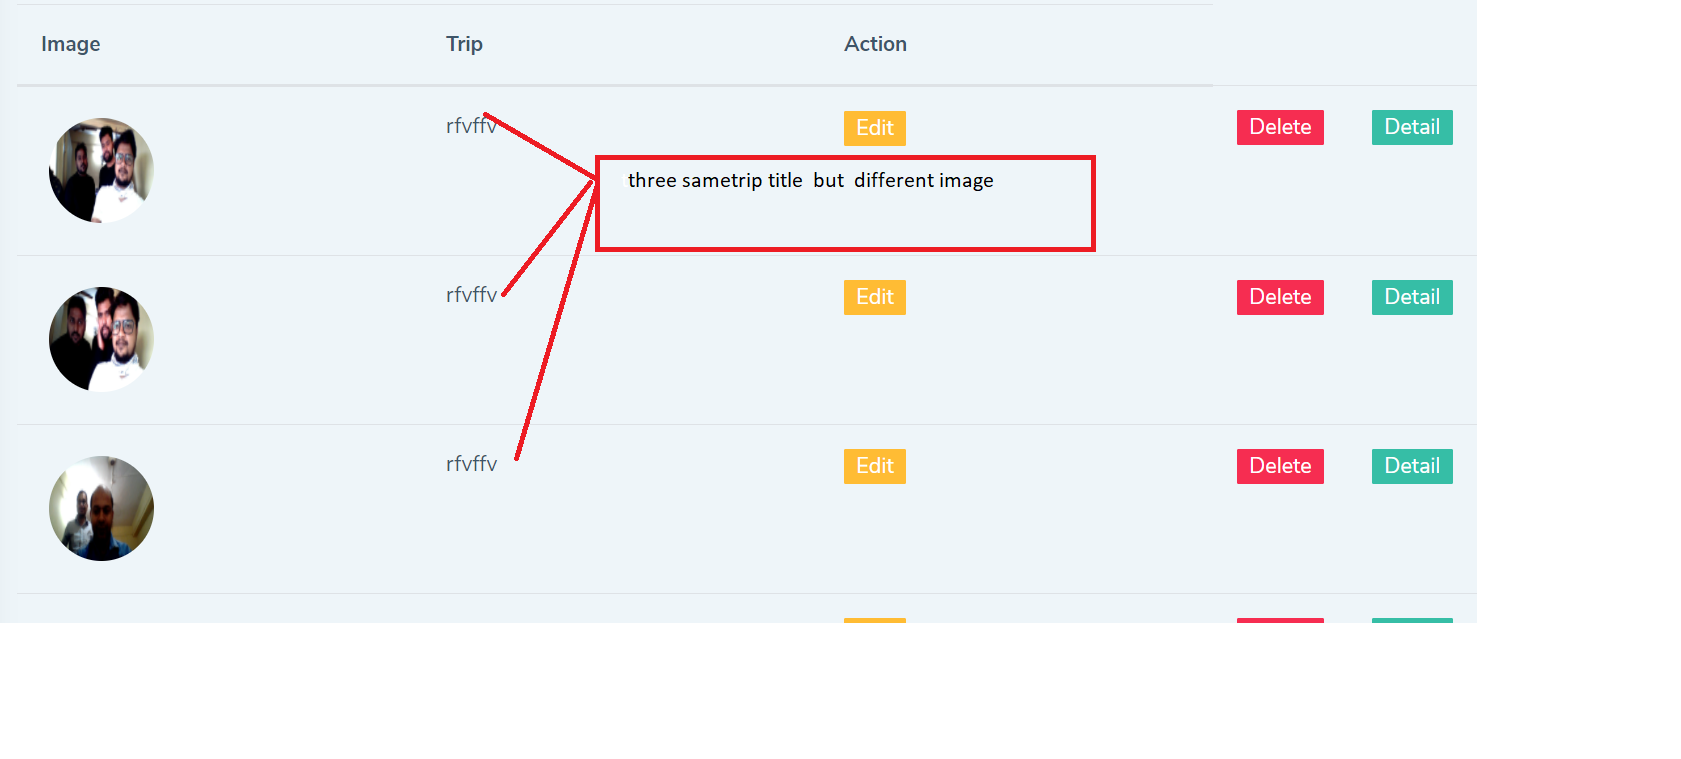 Image Trip Action
rfvffv Edit Delete Detail
three sametrip title but different image
rfvffv Edit Delete Detail
rfvffv Edit Delete Detail